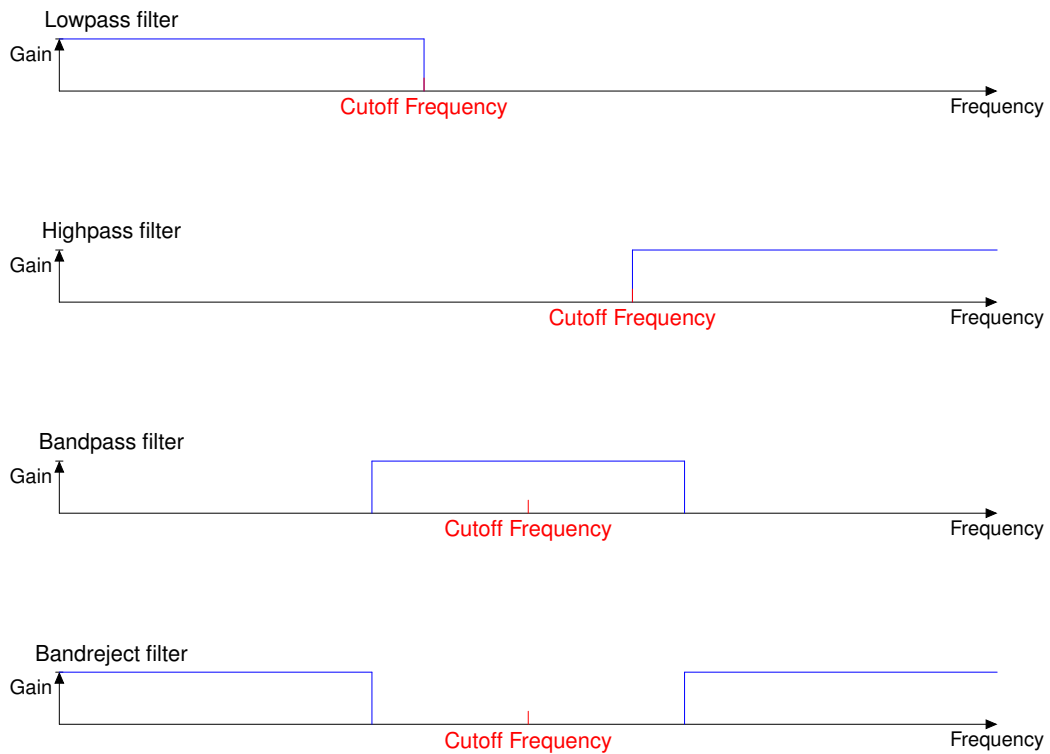 Lowpass filter
Gain
Cutoff Frequency
Frequency
Highpass filter
Gain
Cutoff Frequency
Frequency
Bandpass filter
Gain
Cutoff Frequency
Frequency
Bandreject filter
Gain
Cutoff Frequency
Frequency